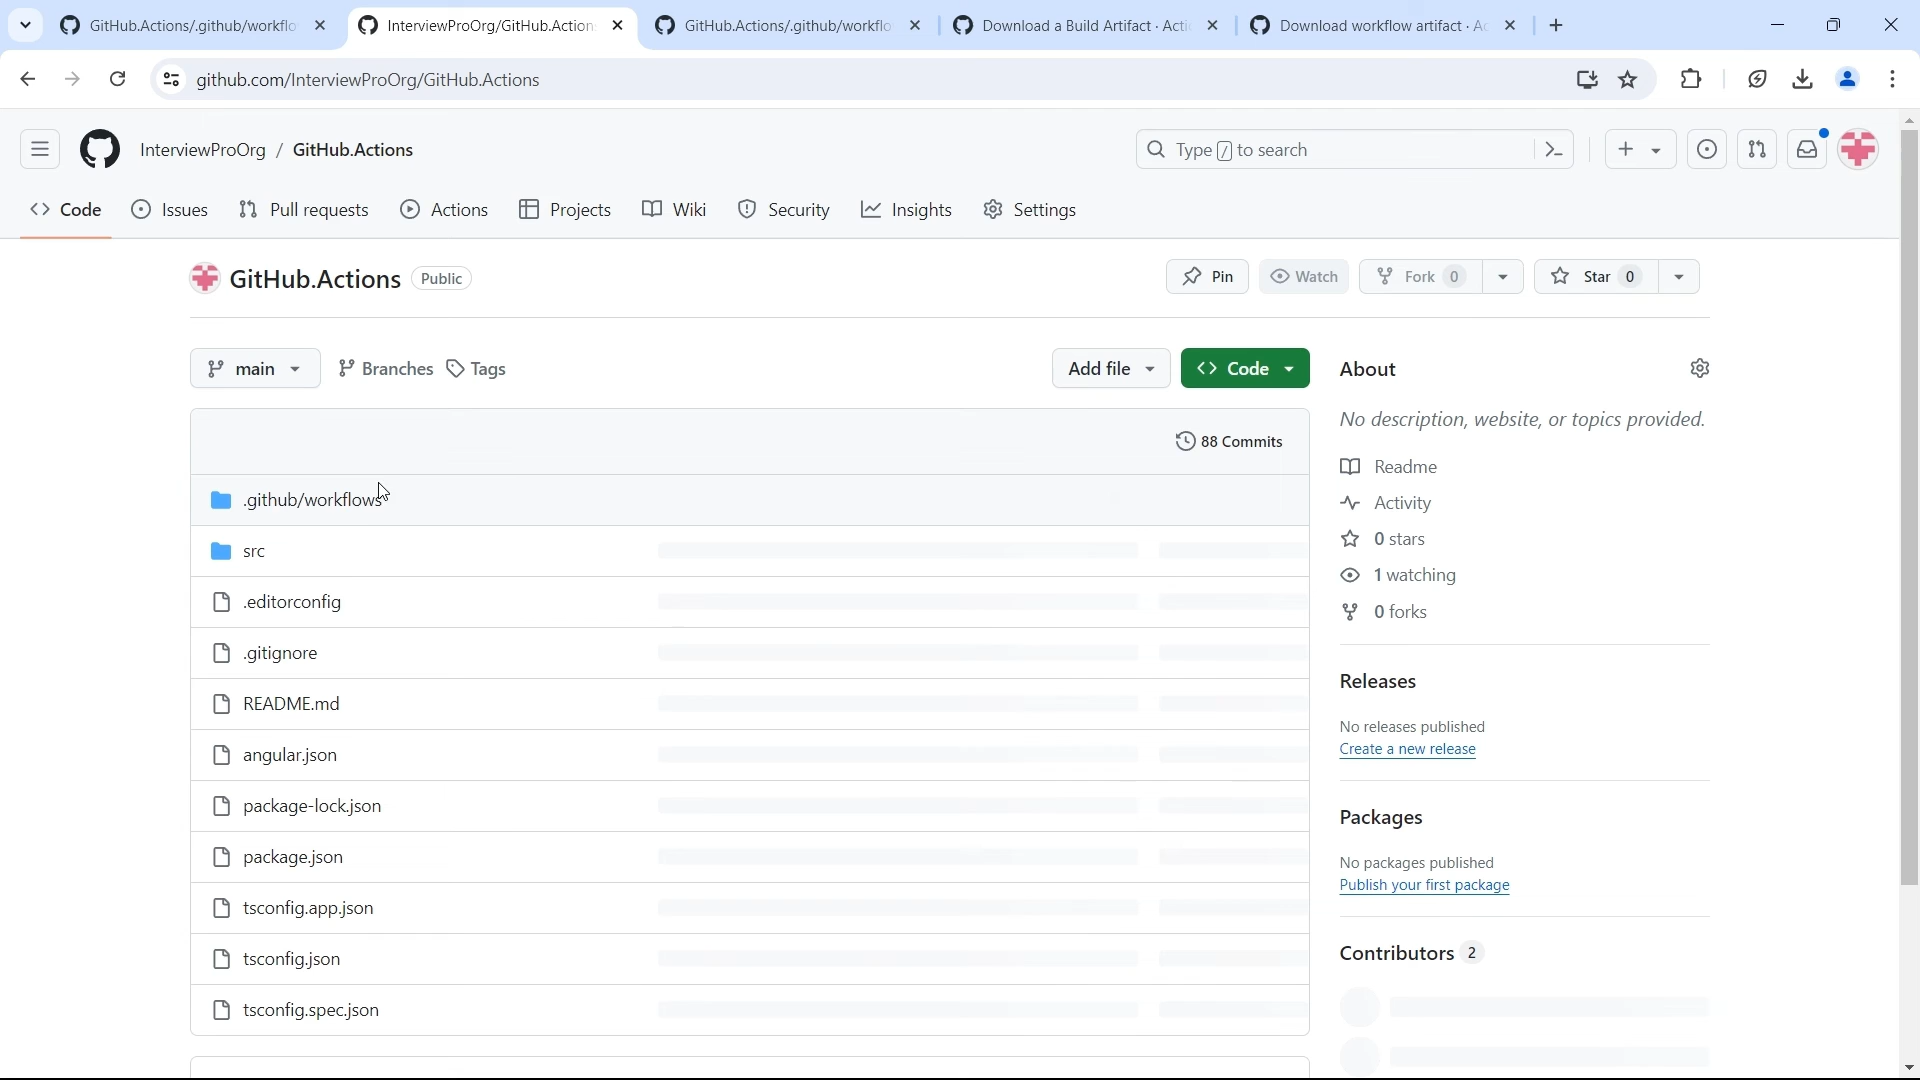 GitHub.Actions/.github/workflo
InterviewProOrg/GitHub.Action
GitHub.Actions/.github/workflo
Download a Build Artifact · Acti
Download workflow artifact · Ac
github.com/InterviewProOrg/GitHub.Actions
InterviewProOrg / GitHub.Actions
Type / to search
Code
Issues
Pull requests
Actions
Projects
Wiki
Security
Insights
Settings
GitHub.Actions Public
Pin
Watch
Fork 0
Star 0
main
Branches
Tags
Add file
Code
88 Commits
.github/workflows
src
.editorconfig
.gitignore
README.md
angular.json
package-lock.json
package.json
tsconfig.app.json
tsconfig.json
tsconfig.spec.json
About
No description, website, or topics provided.
Readme
Activity
0 stars
1 watching
0 forks
Releases
No releases published
Create a new release
Packages
No packages published
Publish your first package
Contributors 2